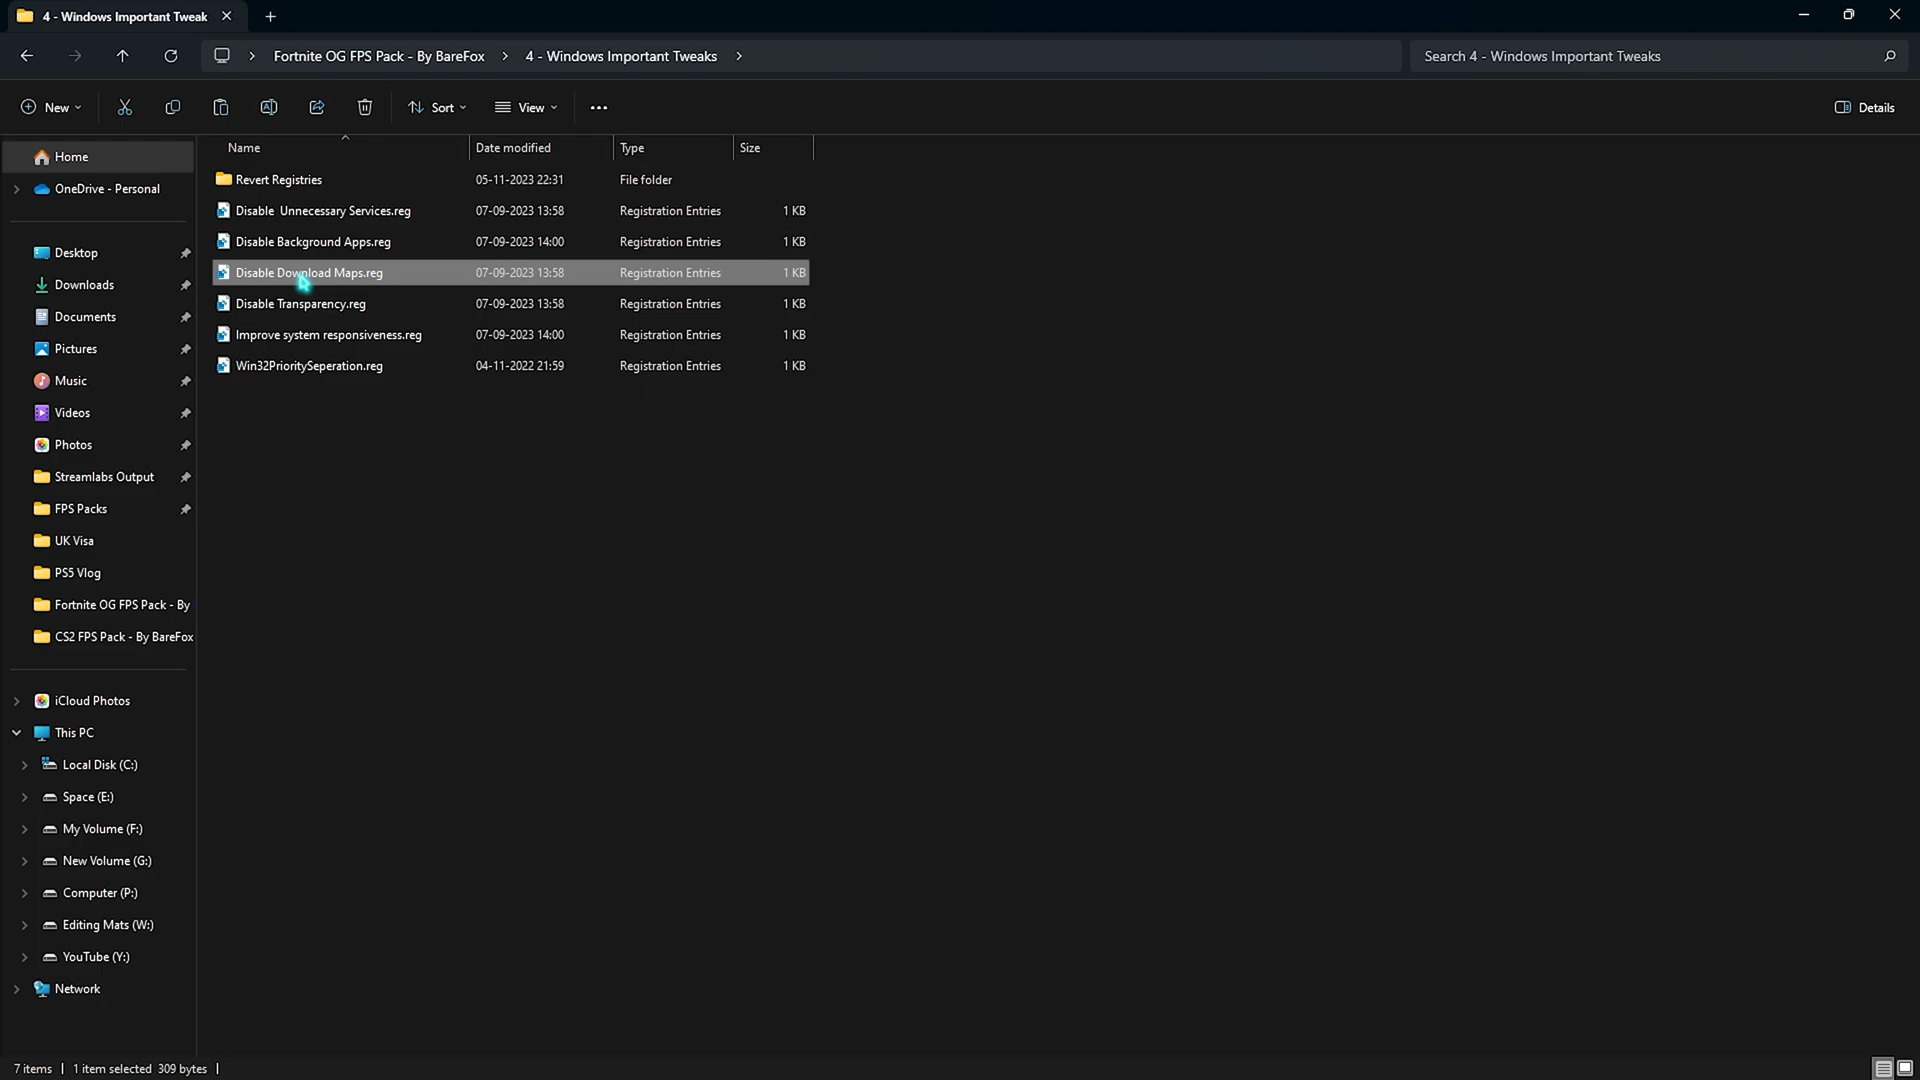 4 - Windows Important Tweak
Fortnite OG FPS Pack - By BareFox > 4 - Windows Important Tweaks >
Search 4 - Windows Important Tweaks
New
Sort
View
Details
Name Date modified Type Size
Revert Registries 05-11-2023 22:31 File folder
Disable  Unnecessary Services.reg 07-09-2023 13:58 Registration Entries 1 KB
Disable Background Apps.reg 07-09-2023 14:00 Registration Entries 1 KB
Disable Download Maps.reg 07-09-2023 13:58 Registration Entries 1 KB
Disable Transparency.reg 07-09-2023 13:58 Registration Entries 1 KB
Improve system responsiveness.reg 07-09-2023 14:00 Registration Entries 1 KB
Win32PrioritySeperation.reg 04-11-2022 21:59 Registration Entries 1 KB
Home
OneDrive - Personal
Desktop
Downloads
Documents
Pictures
Music
Videos
Photos
Streamlabs Output
FPS Packs
UK Visa
PS5 Vlog
Fortnite OG FPS Pack - By
CS2 FPS Pack - By BareFox
iCloud Photos
This PC
Local Disk (C:)
Space (E:)
My Volume (F:)
New Volume (G:)
Computer (P:)
Editing Mats (W:)
YouTube (Y:)
Network
7 items | 1 item selected 309 bytes |